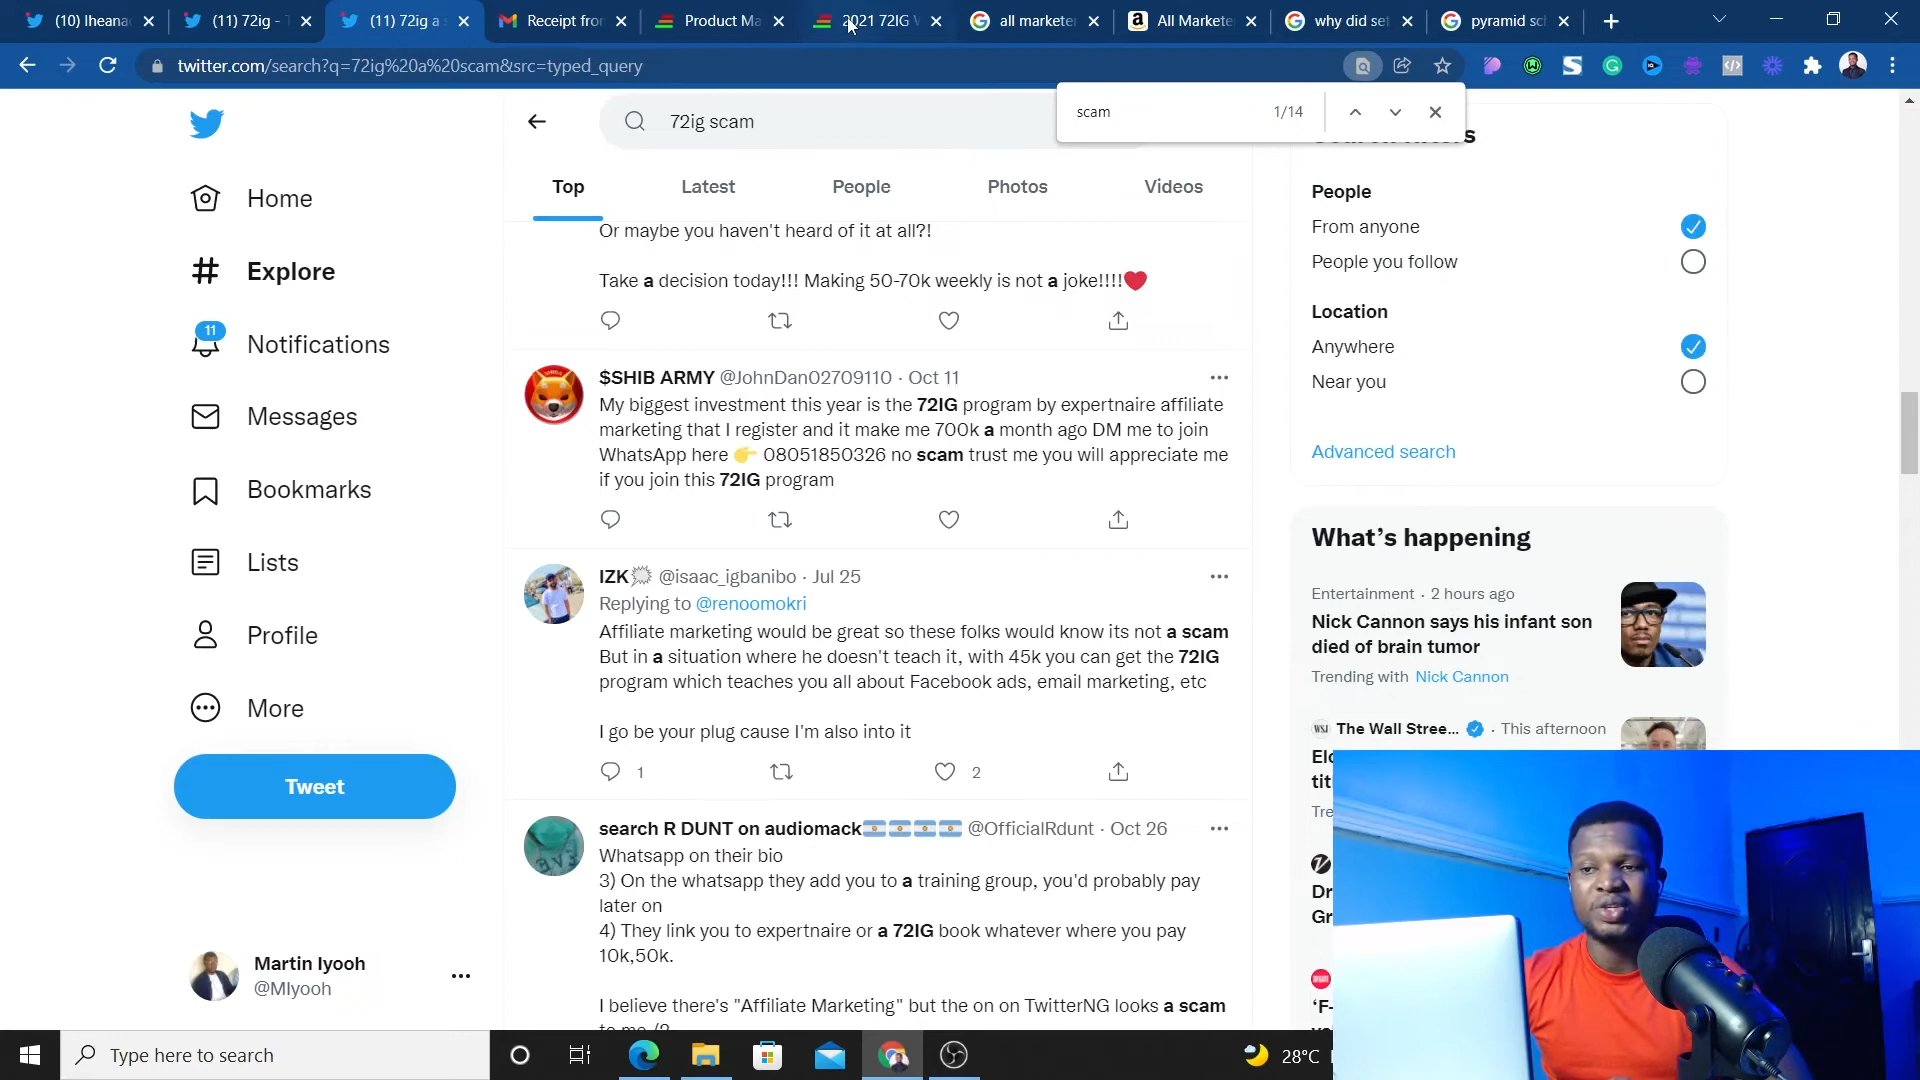 (10) Iheana
(11) 72ig -
(11) 72ig a s
Receipt from
Product Ma
2021 72IG
all marketer
All Markete
why did set
pyramid sc
twitter.com/search?q=72ig%20a%20scam&src=typed_query
scam 1/14
72ig scam
Top Latest People Photos Videos
Home
Explore
11
Notifications
Messages
Bookmarks
Lists
Profile
More
Tweet
Martin Iyooh
@MIyooh
Or maybe you haven't heard of it at all?!
Take a decision today!!! Making 50-70k weekly is not a joke!!!!❤️
$SHIB ARMY @JohnDan02709110 · Oct 11
My biggest investment this year is the 72IG program by expertnaire affiliate
marketing that I register and it make me 700k a month ago DM me to join
WhatsApp here 👉 08051850326 no scam trust me you will appreciate me
if you join this 72IG program
IZK @isaac_igbanibo · Jul 25
Replying to @renoomokri
Affiliate marketing would be great so these folks would know its not a scam
But in a situation where he doesn't teach it, with 45k you can get the 72IG
program which teaches you all about Facebook ads, email marketing, etc
I go be your plug cause I'm also into it
1 2
search R DUNT on audiomack🇦🇷🇦🇷🇦🇷🇦🇷 @OfficialRdunt · Oct 26
Whatsapp on their bio
3) On the whatsapp they add you to a training group, you'd probably pay
later on
4) They link you to expertnaire or a 72IG book whatever where you pay
10k,50k.
I believe there's "Affiliate Marketing" but the on on TwitterNG looks a scam
People
From anyone
People you follow
Location
Anywhere
Near you
Advanced search
What's happening
Entertainment · 2 hours ago
Nick Cannon says his infant son
died of brain tumor
Trending with Nick Cannon
WSJ The Wall Stree... · This afternoon
Type here to search
28°C